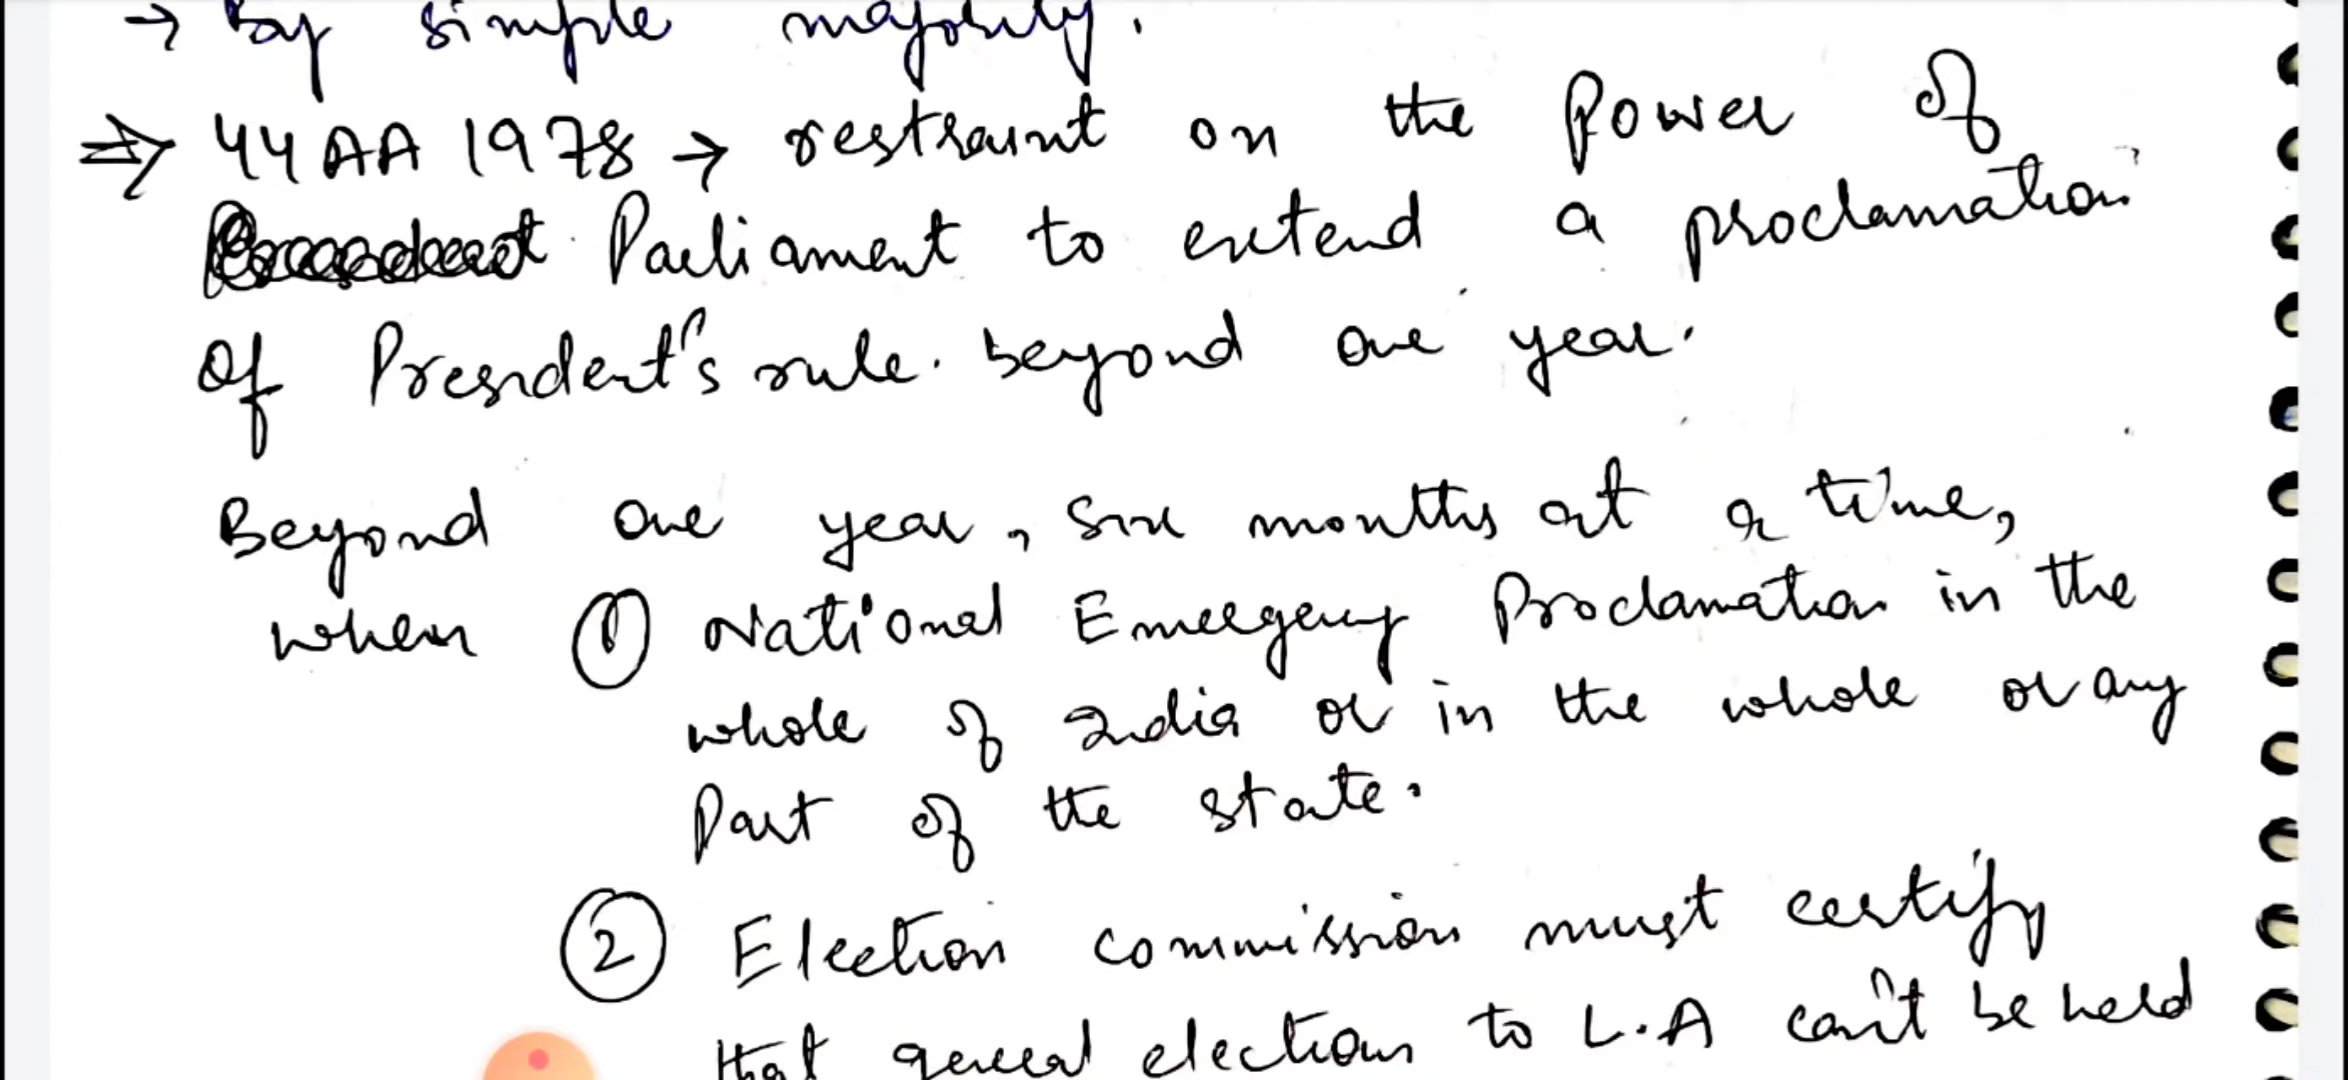 → By simple majority.
⇒ 44 AA 1978 → restraint on the Power of
Parliament to extend a proclamation
of President's rule. beyond one year.
Beyond one year, six months at a time,
when ① National Emergency Proclamation in the
whole of India or in the whole or any
Part of the state.
② Election commission must certify
that general elections to L.A can't be held